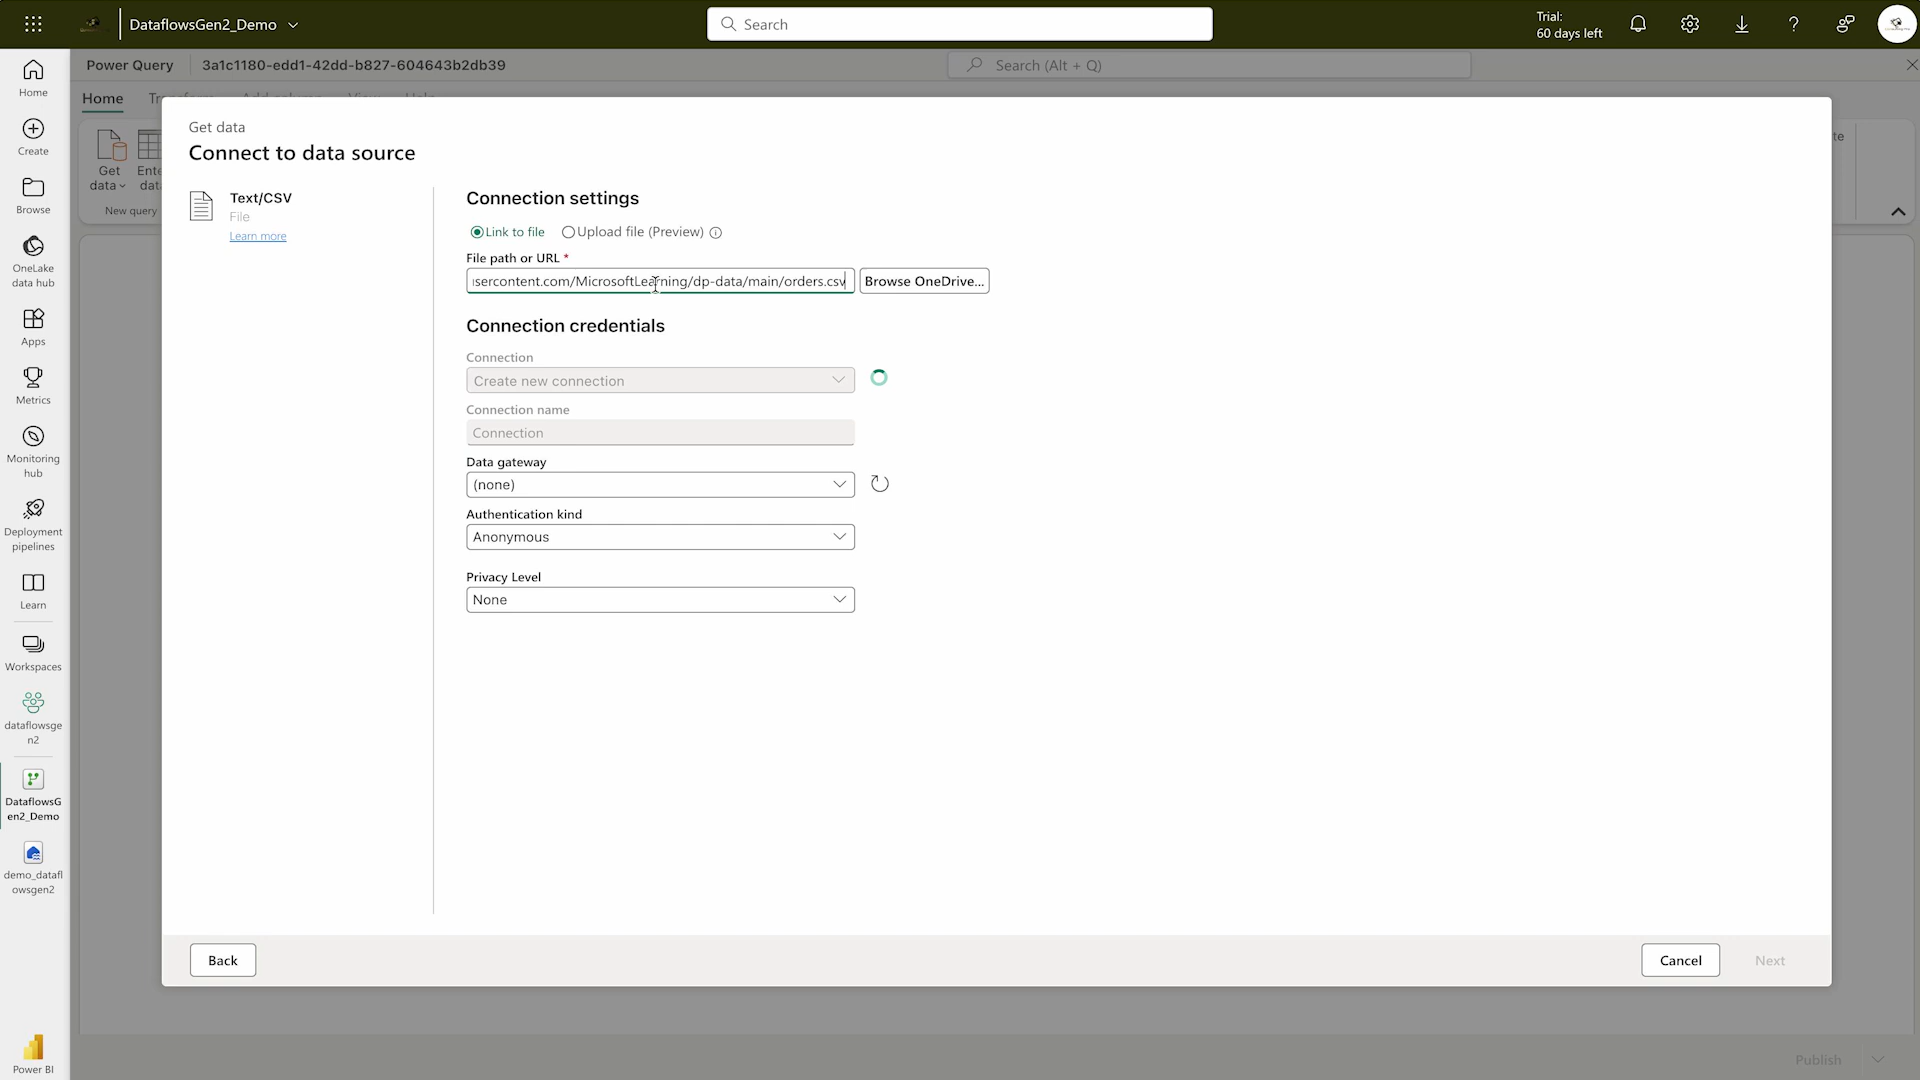 DataflowsGen2_Demo
Search
Trial:
60 days left
Power Query
3a1c1180-edd1-42dd-b827-604643b2db39
Search (Alt + Q)
Home
Transform
Add column
View
Help
Get
data
New query
Home
Create
Browse
OneLake
data hub
Apps
Metrics
Monitoring
hub
Deployment
pipelines
Learn
Workspaces
dataflowsge
n2
DataflowsG
en2_Demo
demo_datafl
owsgen2
Power BI
Get data
Connect to data source
Text/CSV
File
Learn more
Connection settings
Link to file
Upload file (Preview)
File path or URL *
sercontent.com/MicrosoftLearning/dp-data/main/orders.csv
Browse OneDrive...
Connection credentials
Connection
Create new connection
Connection name
Connection
Data gateway
(none)
Authentication kind
Anonymous
Privacy Level
None
Back
Cancel
Next
Publish